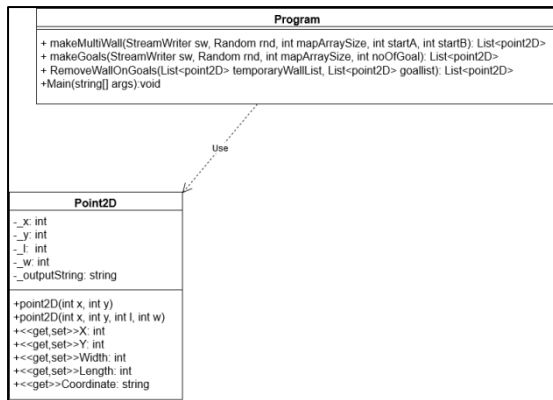 Program
+ makeMultiWall(StreamWriter sw, Random rnd, int mapArraySize, int startA, int startB): List<point2D>
+ makeGoals(StreamWriter sw, Random rnd, int mapArraySize, int noOfGoal): List<point2D>
+ RemoveWallOnGoals(List<point2D> temporaryWallList, List<point2D> goallist): List<point2D>
+Main(string[] args):void
Use
Point2D
-_x: int
-_y: int
-_l: int
-_w: int
-_outputString: string
+point2D(int x, int y)
+point2D(int x, int y, int l, int w)
+<<get,set>>X: int
+<<get,set>>Y: int
+<<get,set>>Width: int
+<<get,set>>Length: int
+<<get>>Coordinate: string